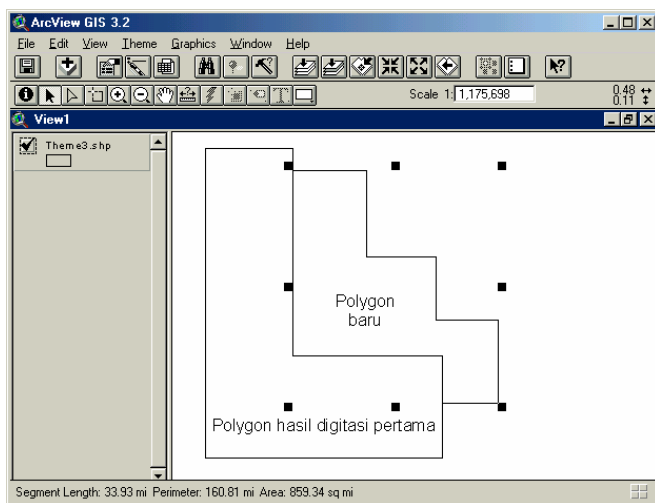 ArcView GIS 3.2
File Edit View Theme Graphics Window Help
Scale 1: 1,175,698
0.48
0.11
View1
Theme3.shp
Polygon
baru
Polygon hasil digitasi pertama
Segment Length: 33.93 mi Perimeter: 160.81 mi Area: 859.34 sq mi